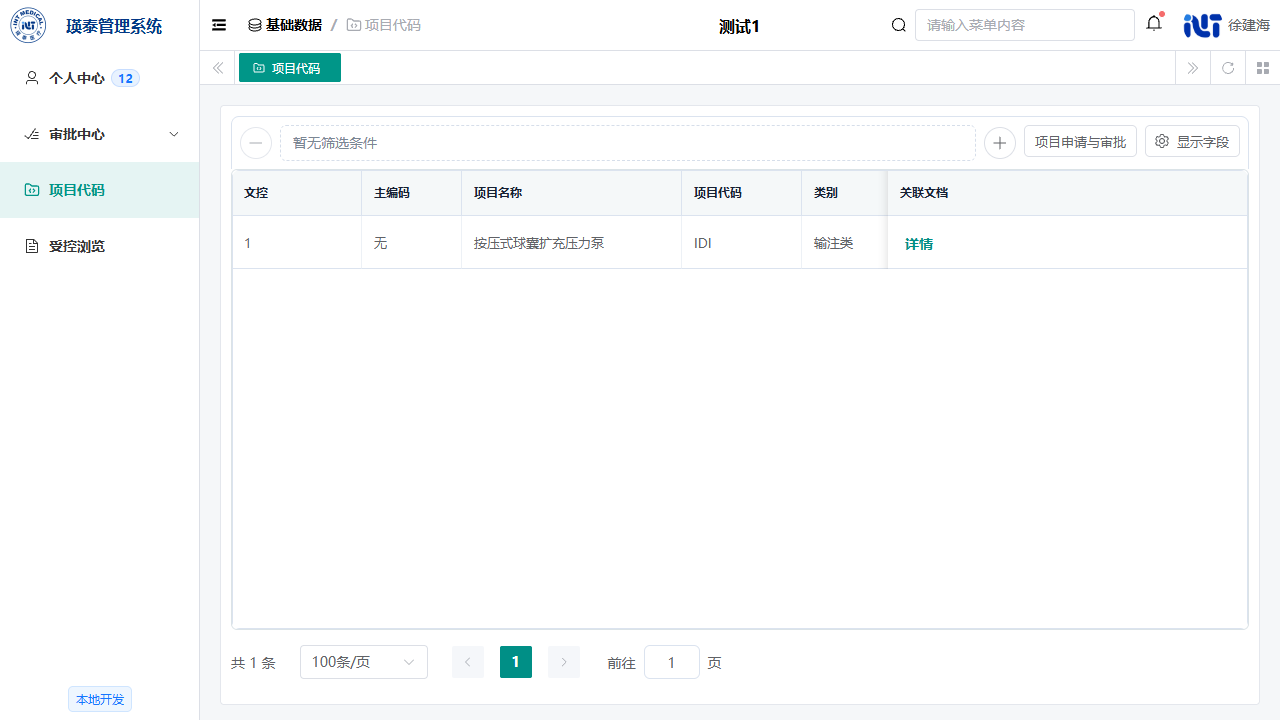 INT MEDICAL
瑛泰管理系统
基础数据 / 项目代码
测试1
请输入菜单内容
徐建海
个人中心 12
审批中心
项目代码
受控浏览
本地开发
项目代码
暂无筛选条件
项目申请与审批
显示字段
文控 主编码 项目名称 项目代码 类别 关联文档
1 无 按压式球囊扩充压力泵 IDI 输注类 详情
共 1 条
100条/页
1
前往 1 页